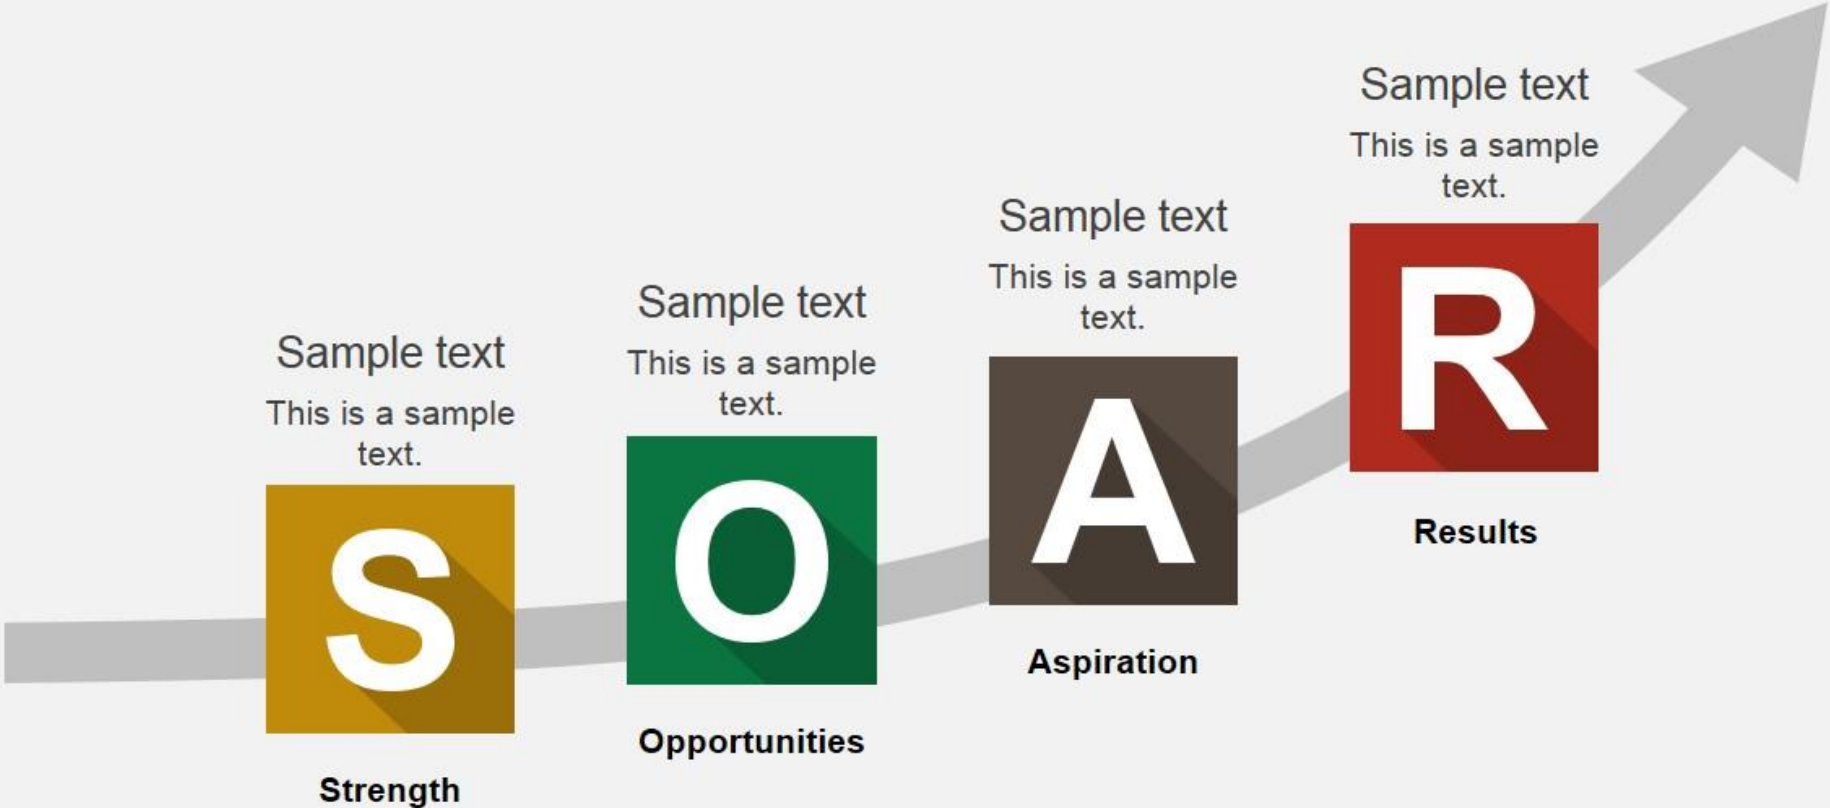 Sample text
This is a sample
text.
S
Strength
Sample text
This is a sample
text.
O
Opportunities
Sample text
This is a sample
text.
A
Aspiration
Sample text
This is a sample
text.
R
Results